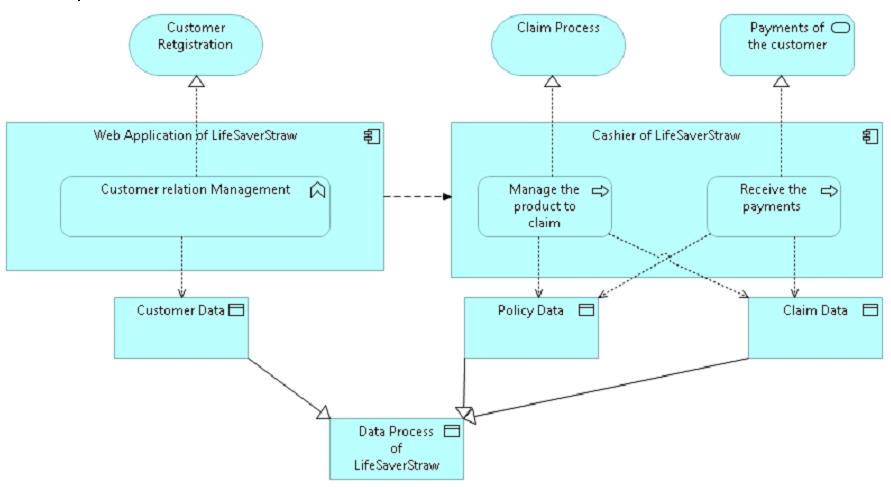 Customer
Retgistration
Claim Process
Payments of
the customer
Web Application of LifeSaverStraw
Cashier of LifeSaverStraw
Customer relation Management
Manage the
product to
claim
Receive the
payments
Customer Data
Policy Data
Claim Data
Data Process
of
LifeSaverStraw